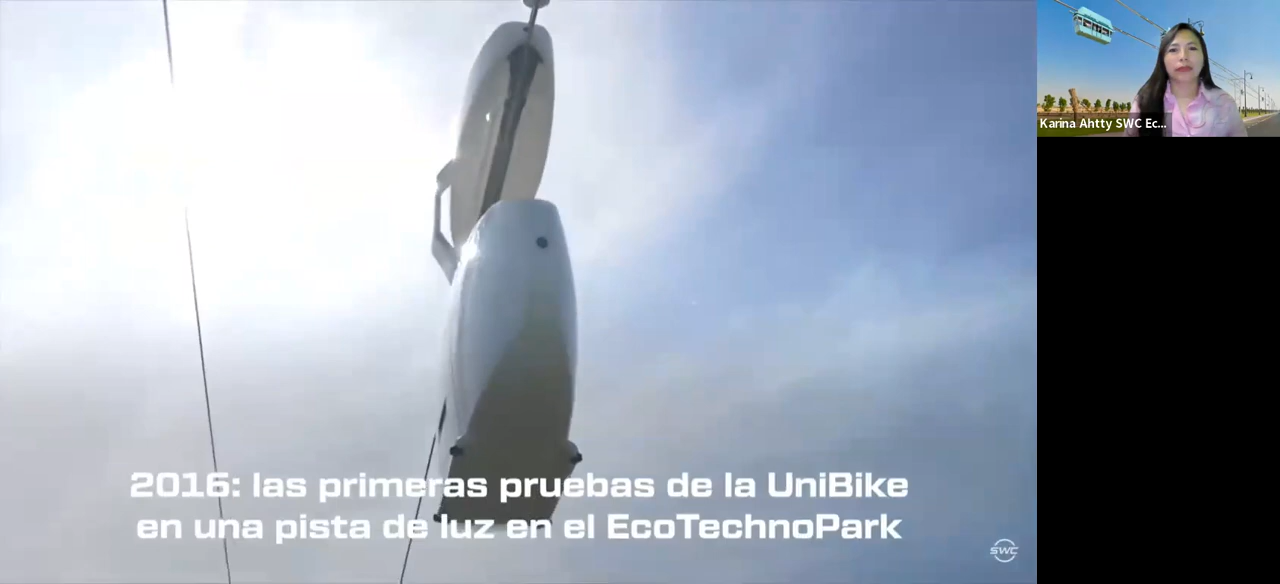 Karina Ahtty SWC Ec...
2016: las primeras pruebas de la UniBike
en una pista de luz en el EcoTechnoPark
SWC